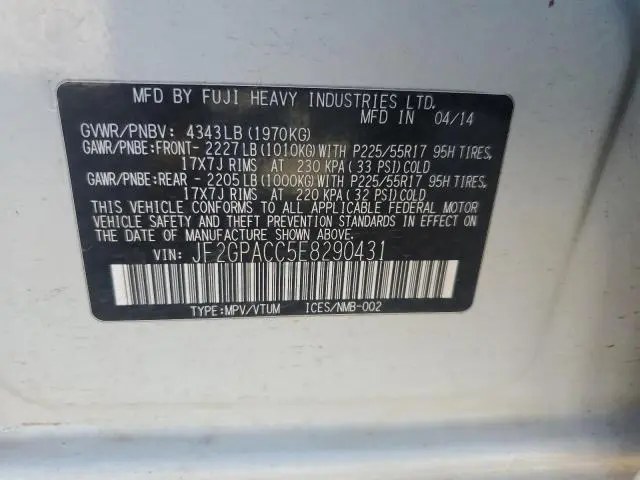 MFD BY FUJI HEAVY INDUSTRIES LTD.
MFD IN 04/14
GVWR/PNBV: 4343LB(1970KG)
GAWR/PNBE:FRONT- 2227LB(1010KG)WITH P225/55R17 95H TIRES,
17X7J RIMS AT 230 KPA(33 PSI)COLD
GAWR/PNBE:REAR - 2205LB(1000KG)WITH P225/55R17 95H TIRES,
17X7J RIMS AT 220 KPA(32 PSI)COLD
THIS VEHICLE CONFORMS TO ALL APPLICABLE FEDERAL MOTOR
VEHICLE SAFETY AND THEFT PREVENTION STANDARDS IN EFFECT ON
THE DATE OF MANUFACTURE SHOWN ABOVE.
VIN: JF2GPACC5E8290431
TYPE:MPV/VTUM ICES/NMB-002